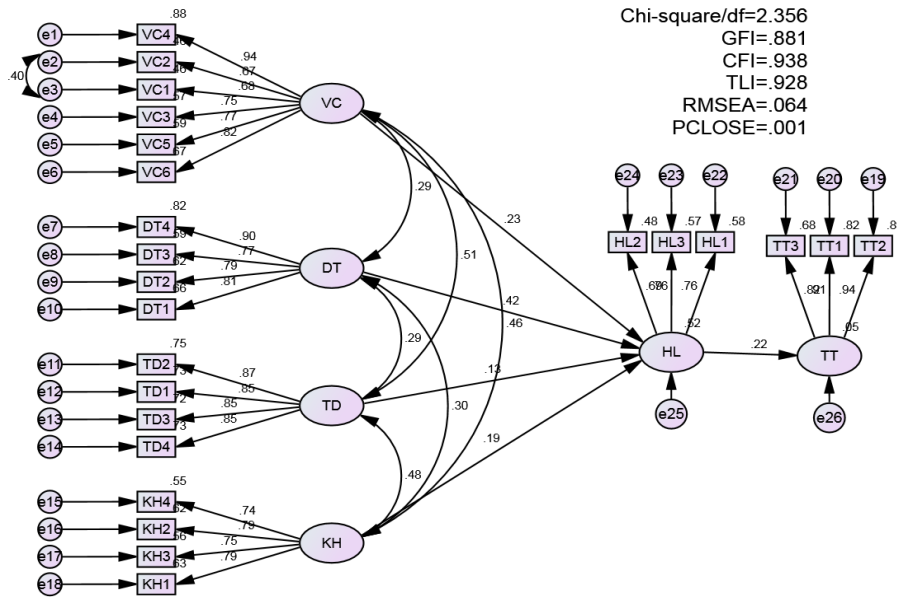 Chi-square/df=2.356
GFI=.881
CFI=.938
TLI=.928
RMSEA=.064
PCLOSE=.001
.88
e1
VC4
e2
VC2
.40
e3
VC1
e4
VC3
e5
VC5
e6
VC6
.67
.94
.67
.68
.75
.77
.82
VC
.82
e7
DT4
e8
DT3
e9
DT2
e10
DT1
.90
.77
.79
.81
DT
.75
e11
TD2
e12
TD1
e13
TD3
e14
TD4
.87
.85
.85
.85
TD
.55
e15
KH4
e16
KH2
e17
KH3
e18
KH1
.74
.79
.75
.79
KH
.29
.51
.46
.29
.30
.48
.23
.42
.13
.19
e24
e23
e22
.48
.57
.58
HL2
HL3
HL1
.76
.52
HL
e25
.22
e21
e20
e19
.68
.82
TT3
TT1
TT2
.94
.05
TT
e26